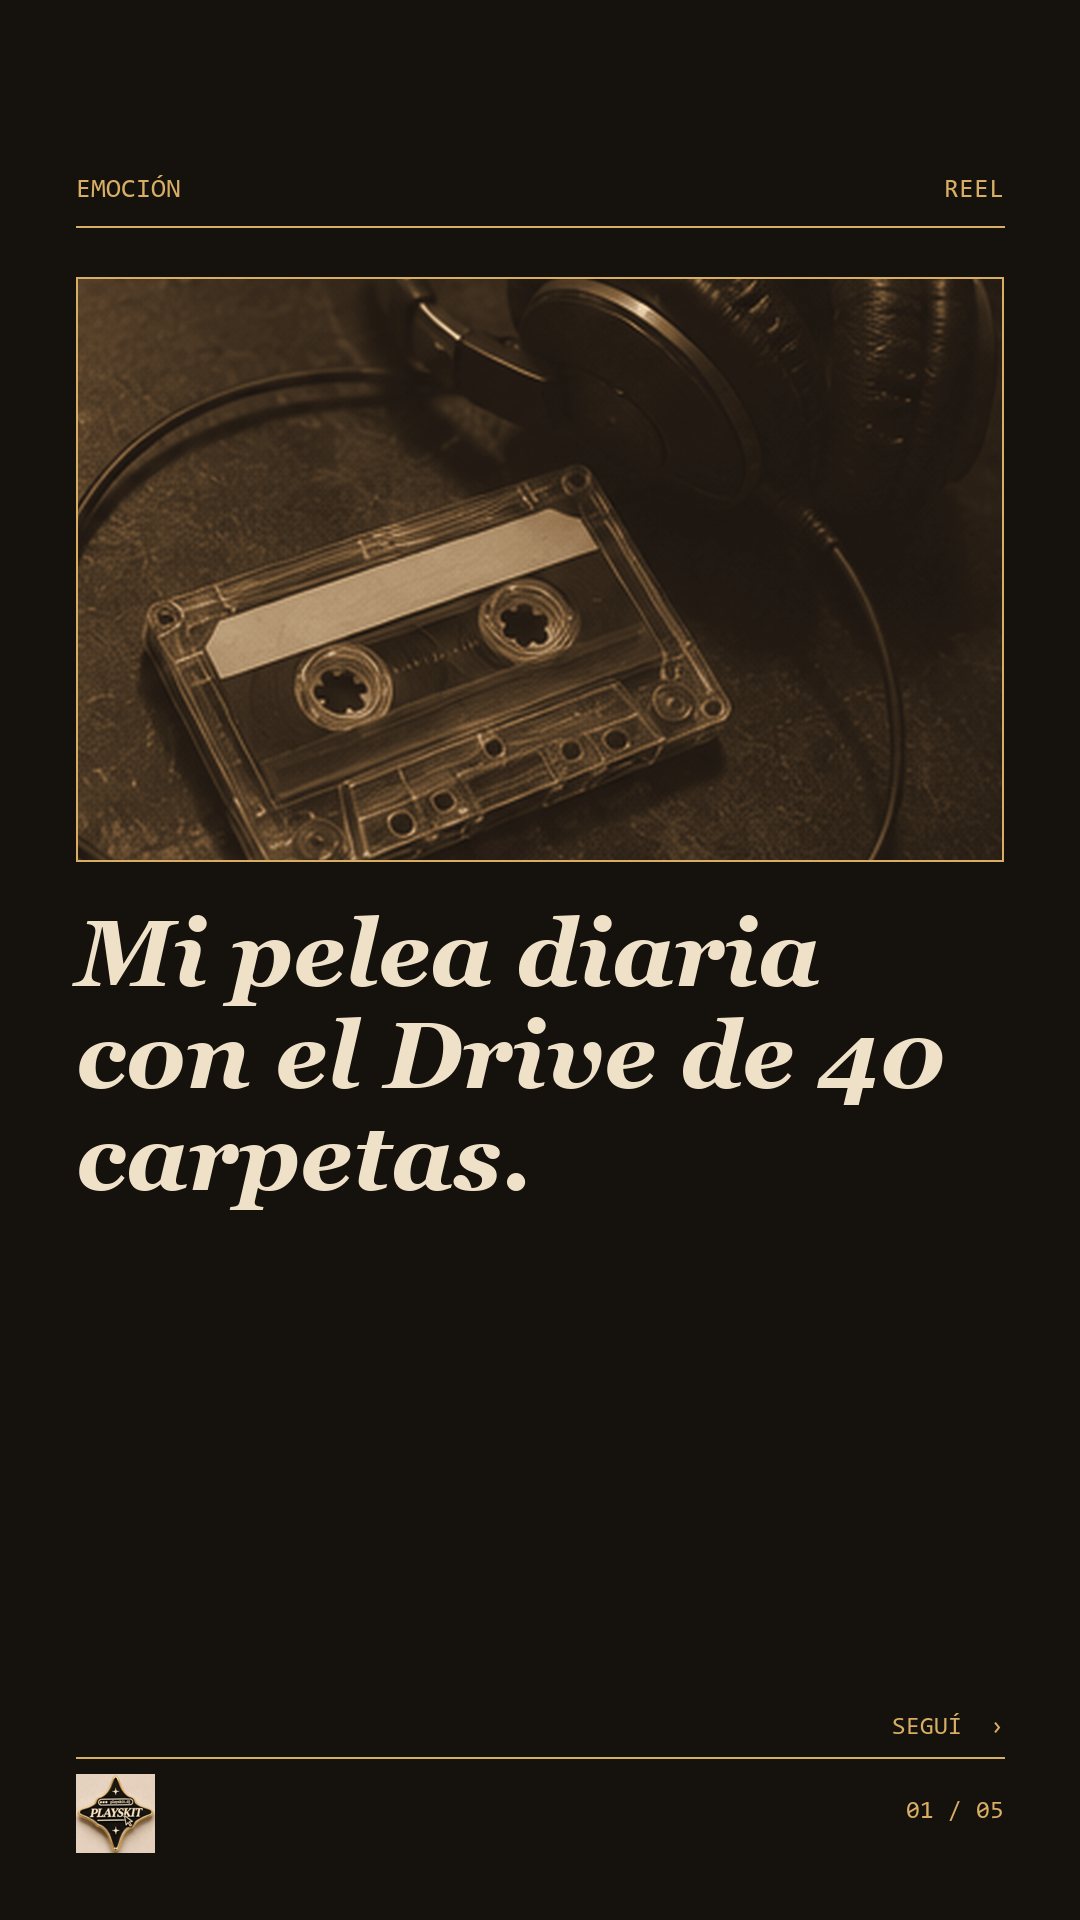 EMOCIÓN
REEL
Mi pelea diaria
con el Drive de 40
carpetas.
SEGUÍ ›
PLAYSKIT
01 / 05